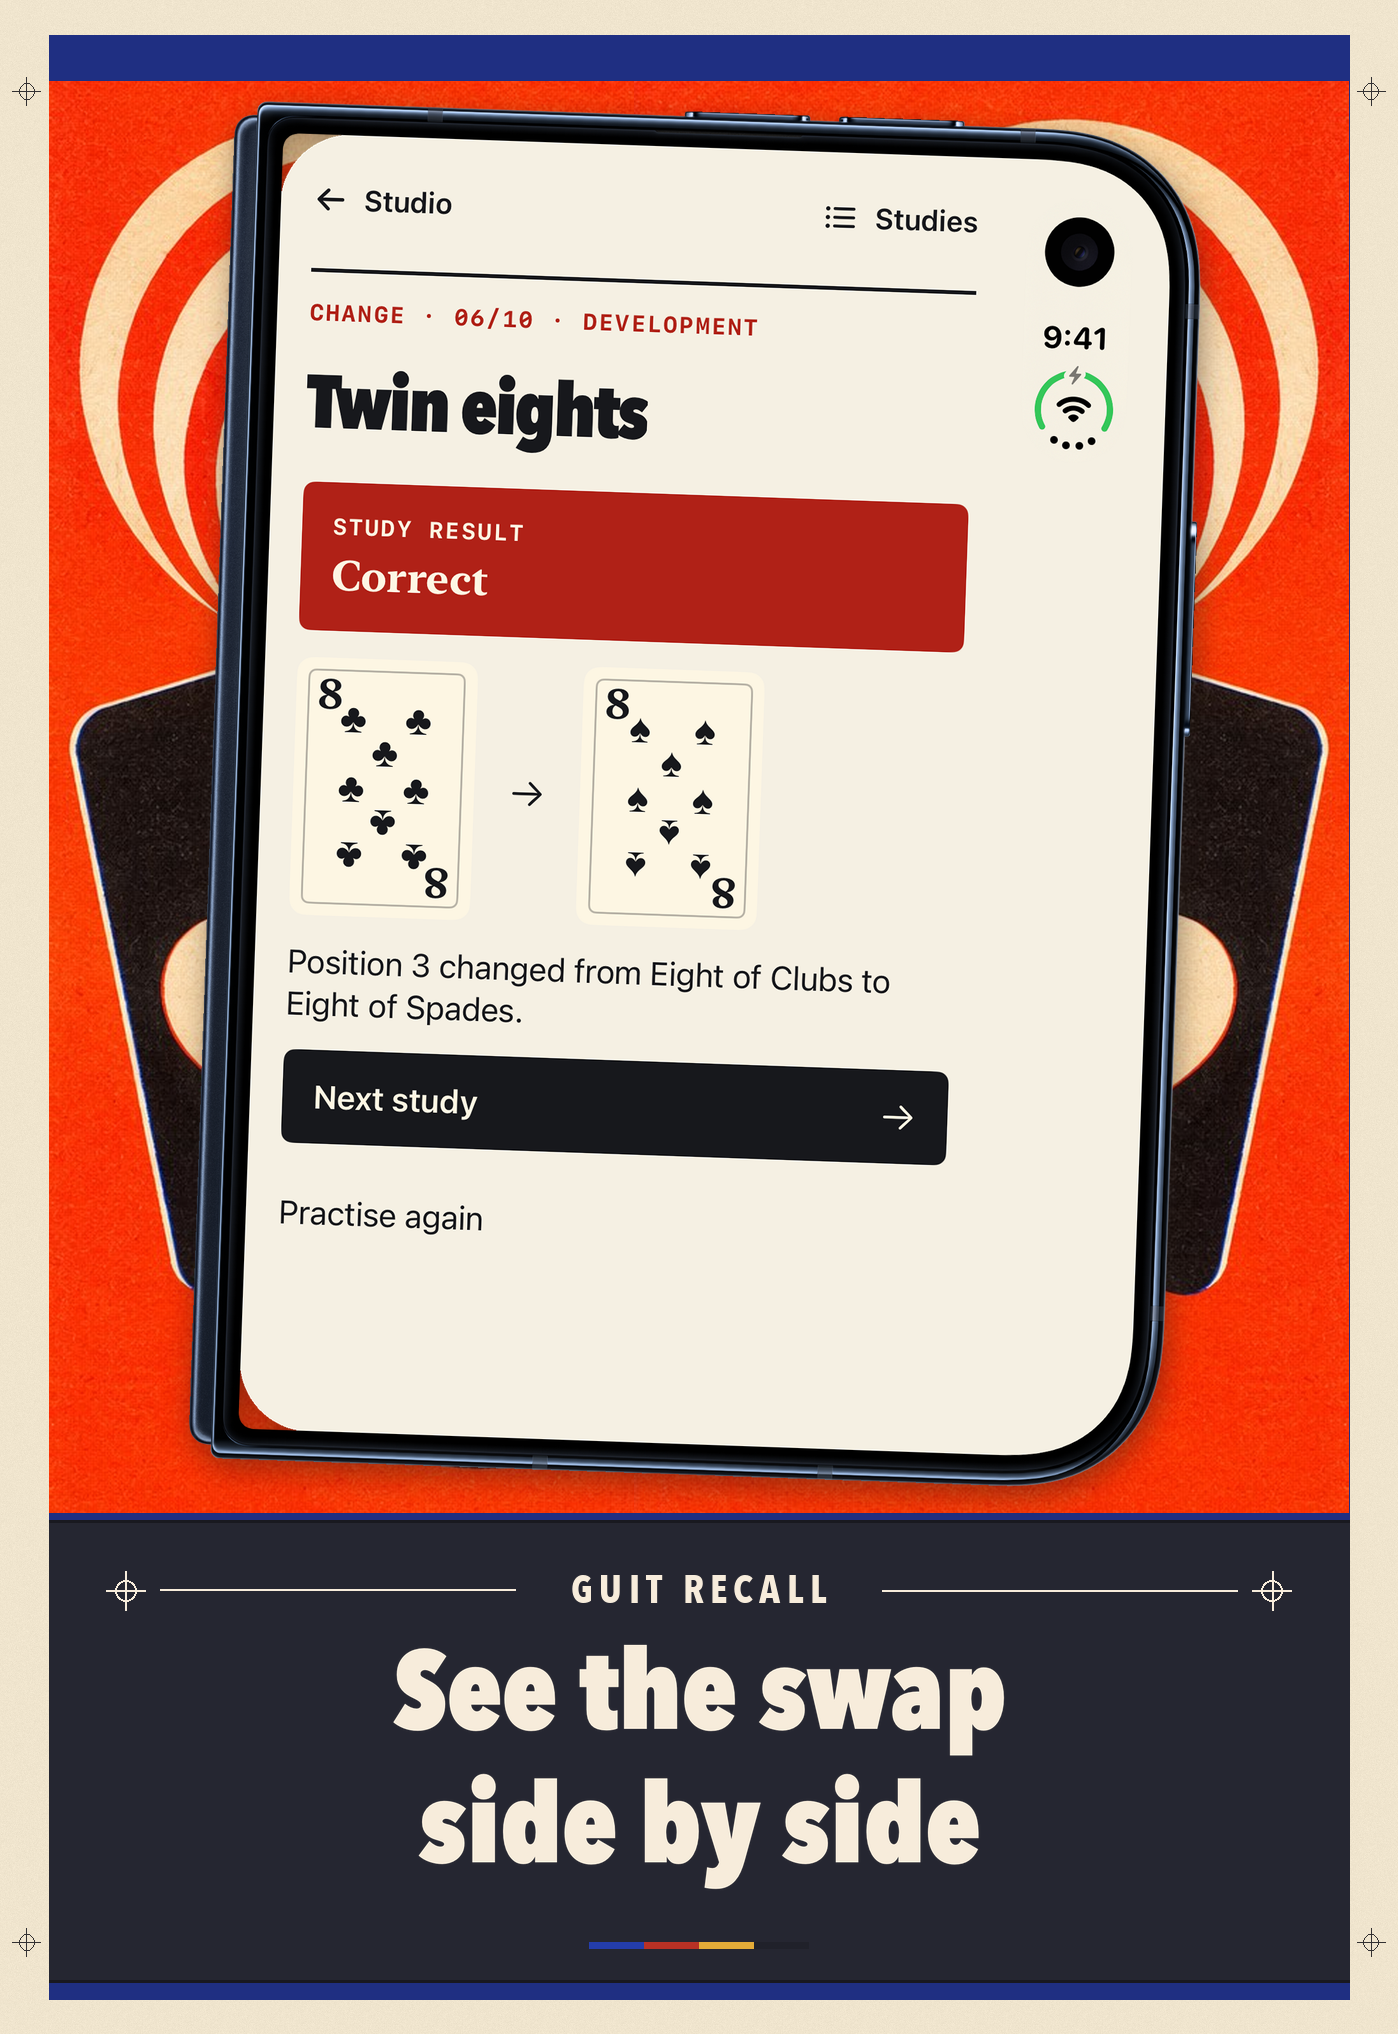 Studio
Studies
CHANGE · 06/10 · DEVELOPMENT
9:41
Twin eights
STUDY RESULT
Correct
8
8
8
8
Position 3 changed from Eight of Clubs to
Eight of Spades.
Next study
Practise again
GUIT RECALL
See the swap
side by side